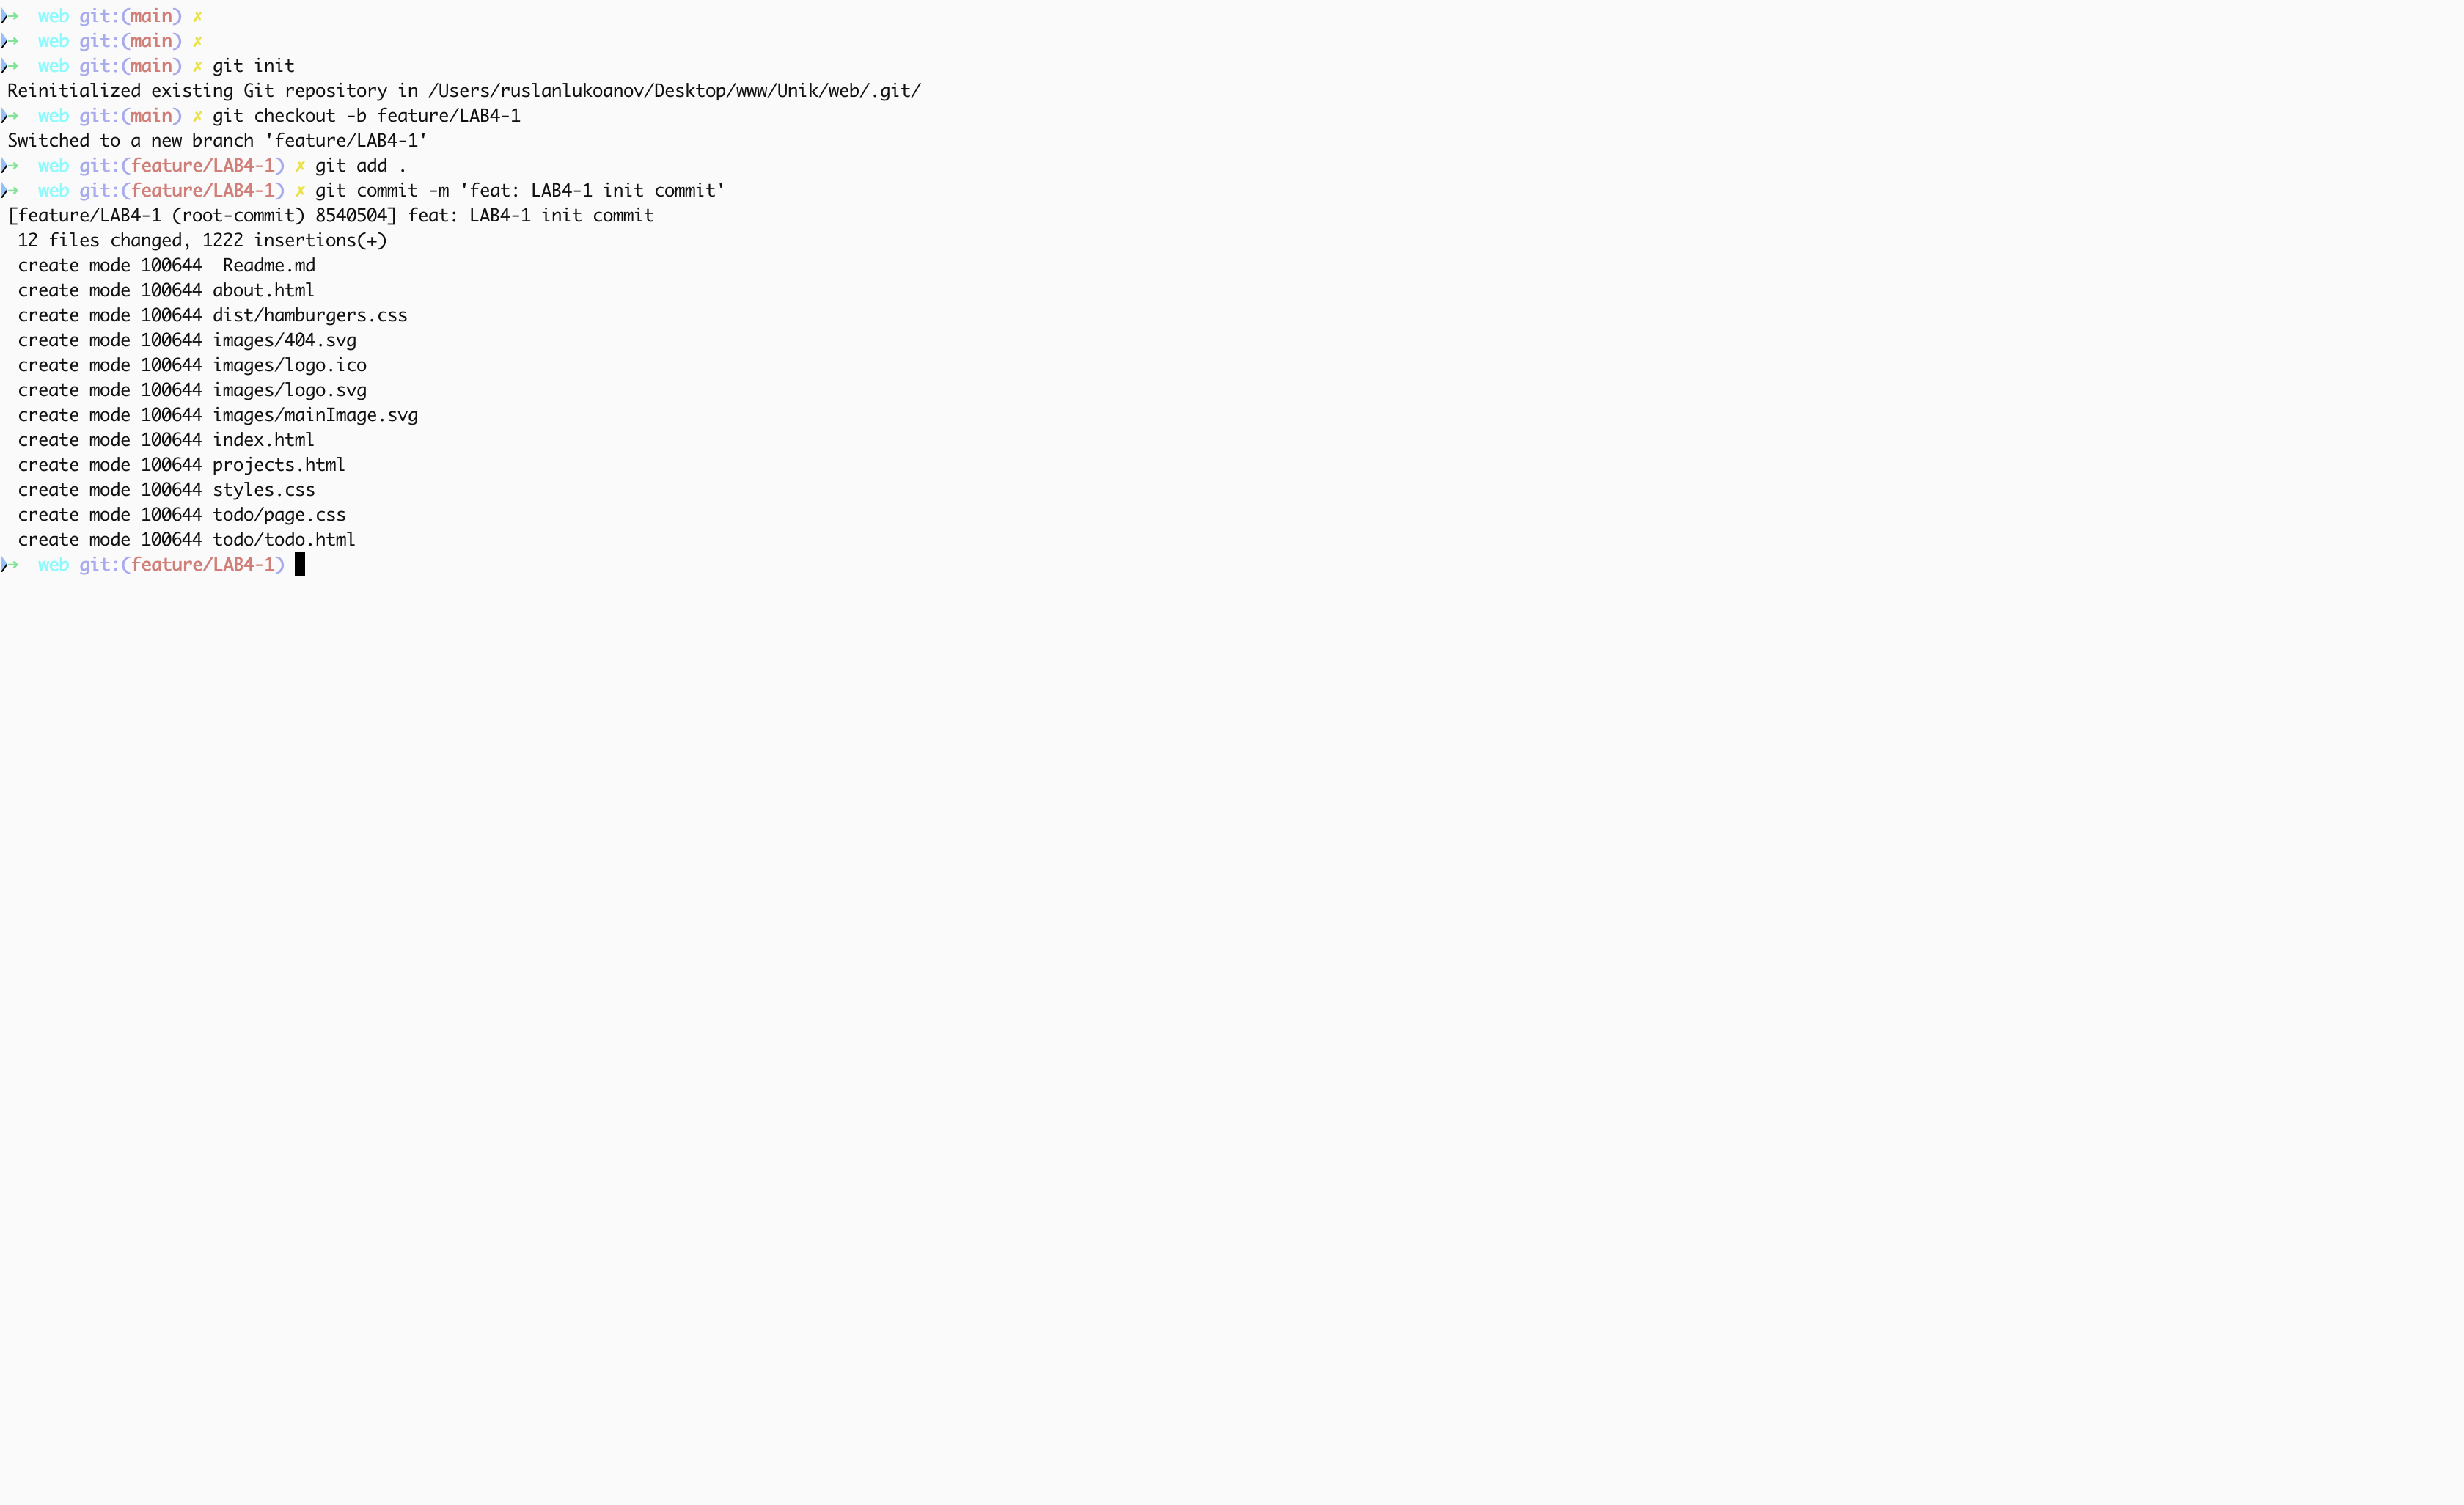 ➜  web git:(main) ✗
➜  web git:(main) ✗
➜  web git:(main) ✗ git init
Reinitialized existing Git repository in /Users/ruslanlukoanov/Desktop/www/Unik/web/.git/
➜  web git:(main) ✗ git checkout -b feature/LAB4-1
Switched to a new branch 'feature/LAB4-1'
➜  web git:(feature/LAB4-1) ✗ git add .
➜  web git:(feature/LAB4-1) ✗ git commit -m 'feat: LAB4-1 init commit'
[feature/LAB4-1 (root-commit) 8540504] feat: LAB4-1 init commit
 12 files changed, 1222 insertions(+)
 create mode 100644  Readme.md
 create mode 100644 about.html
 create mode 100644 dist/hamburgers.css
 create mode 100644 images/404.svg
 create mode 100644 images/logo.ico
 create mode 100644 images/logo.svg
 create mode 100644 images/mainImage.svg
 create mode 100644 index.html
 create mode 100644 projects.html
 create mode 100644 styles.css
 create mode 100644 todo/page.css
 create mode 100644 todo/todo.html
➜  web git:(feature/LAB4-1)